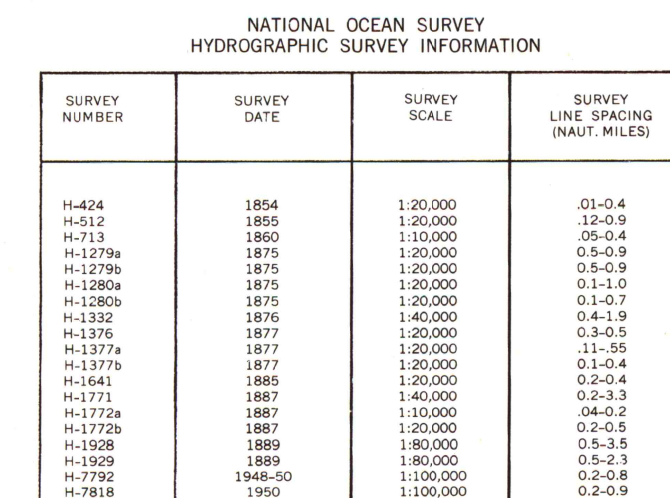 NATIONAL OCEAN SURVEY
HYDROGRAPHIC SURVEY INFORMATION
SURVEY NUMBER SURVEY DATE SURVEY SCALE SURVEY LINE SPACING (NAUT. MILES)
H-424 1854 1:20,000 .01-0.4
H-512 1855 1:20,000 .12-0.9
H-713 1860 1:10,000 .05-0.4
H-1279a 1875 1:20,000 0.5-0.9
H-1279b 1875 1:20,000 0.5-0.9
H-1280a 1875 1:20,000 0.1-1.0
H-1280b 1875 1:20,000 0.1-0.7
H-1332 1876 1:40,000 0.4-1.9
H-1376 1877 1:20,000 0.3-0.5
H-1377a 1877 1:20,000 .11-.55
H-1377b 1877 1:20,000 0.1-0.4
H-1641 1885 1:20,000 0.2-0.4
H-1771 1887 1:40,000 0.2-3.3
H-1772a 1887 1:10,000 .04-0.2
H-1772b 1887 1:20,000 0.2-0.5
H-1928 1889 1:80,000 0.5-3.5
H-1929 1889 1:80,000 0.5-2.3
H-7792 1948-50 1:100,000 0.2-0.8
H-7818 1950 1:100,000 0.2-0.9